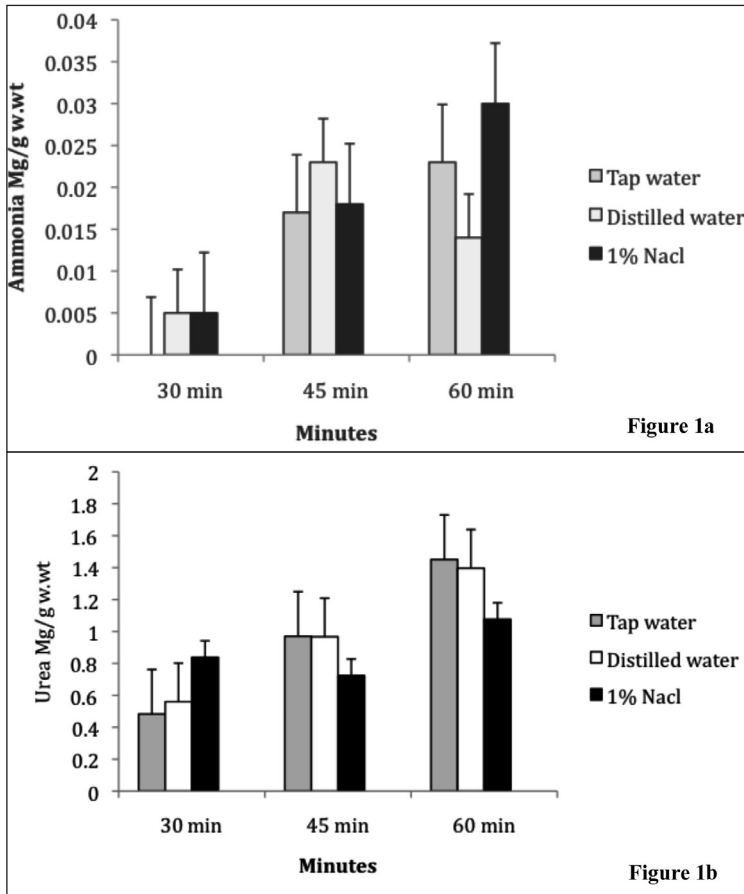 Ammonia Mg/g w.wt
0.04
0.035
0.03
0.025
0.02
0.015
0.01
0.005
0
30 min
45 min
60 min
Minutes
Tap water
Distilled water
1% Nacl
Figure 1a
Urea Mg/g w.wt
2
1.8
1.6
1.4
1.2
1
0.8
0.6
0.4
0.2
0
30 min
45 min
60 min
Minutes
Tap water
Distilled water
1% Nacl
Figure 1b